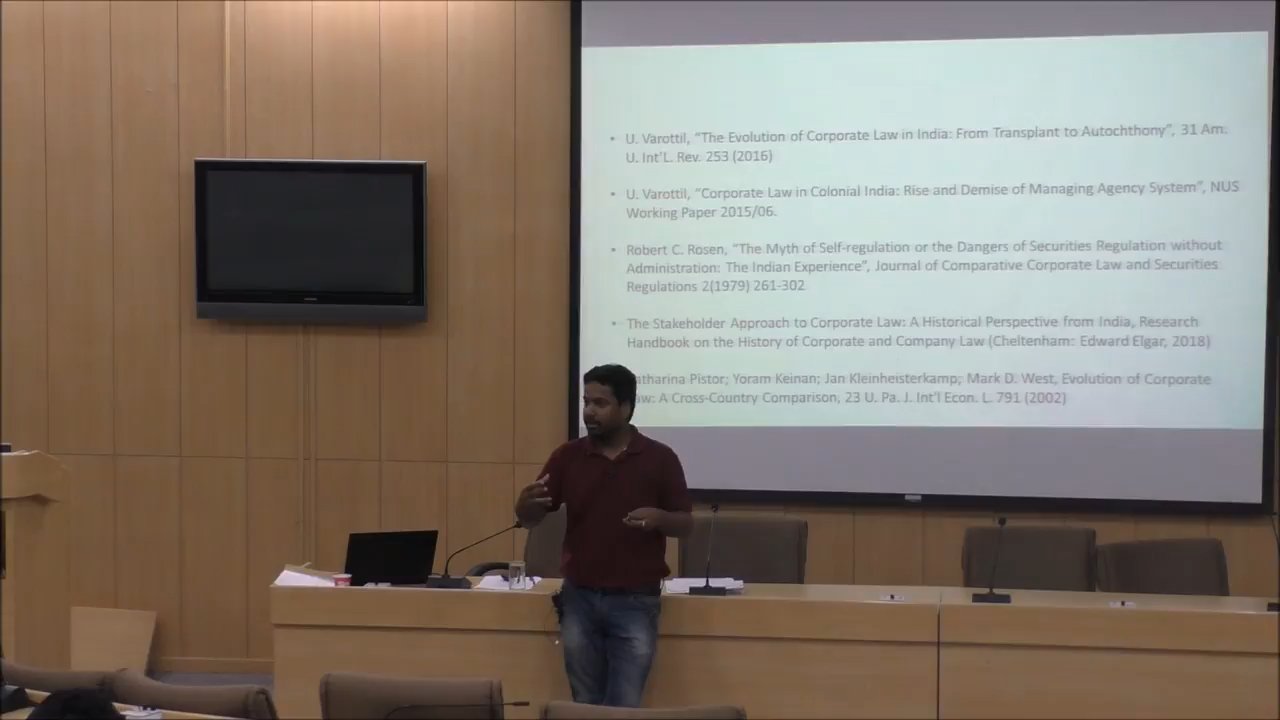 • U. Varottil, “The Evolution of Corporate Law in India: From Transplant to Autochthony”, 31 Am.
U. Int'L. Rev. 253 (2016)
• U. Varottil, “Corporate Law in Colonial India: Rise and Demise of Managing Agency System”, NUS
Working Paper 2015/06.
• Robert C. Rosen, “The Myth of Self-regulation or the Dangers of Securities Regulation without
Administration: The Indian Experience”, Journal of Comparative Corporate Law and Securities
Regulations 2(1979) 261-302
• The Stakeholder Approach to Corporate Law: A Historical Perspective from India, Research
Handbook on the History of Corporate and Company Law (Cheltenham: Edward Elgar, 2018)
atharina Pistor; Yoram Keinan; Jan Kleinheisterkamp; Mark D. West, Evolution of Corporate
aw: A Cross-Country Comparison, 23 U. Pa. J. Int'l Econ. L. 791 (2002)